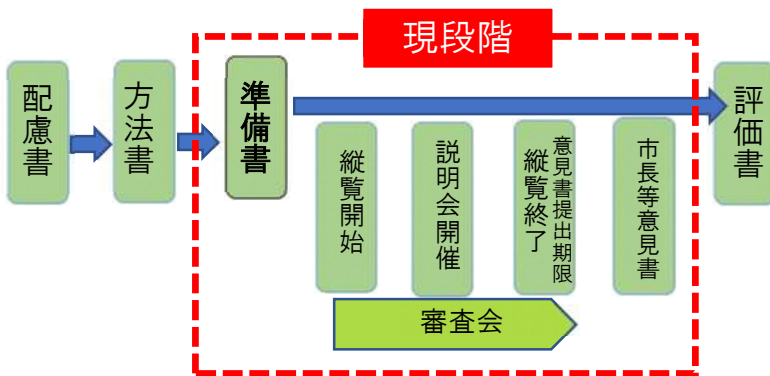 現段階
配慮書
方法書
準備書
縦覧開始
説明会開催
意見書提出期限
縦覧終了
市長等意見書
評価書
審査会